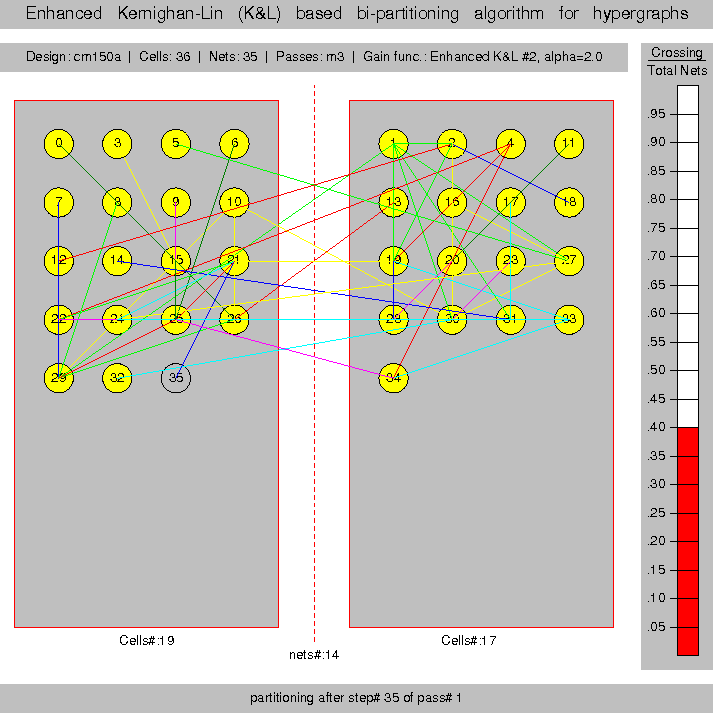 Enhanced Kernighan-Lin (K&L) based bi-partitioning algorithm for hypergraphs
Design: cm150a | Cells: 36 | Nets: 35 | Passes: m3 | Gain func.: Enhanced K&L #2, alpha=2.0
Crossing
Total Nets
0 3 5 6 1 2 4 11
7 8 9 10 13 16 17 18
12 14 15 21 19 20 23 27
22 24 25 26 28 30 31 33
29 32 35 34
.95
.90
.85
.80
.75
.70
.65
.60
.55
.50
.45
.40
.35
.30
.25
.20
.15
.10
.05
Cells#:19 Cells#:17
nets#:14
partitioning after step# 35 of pass# 1